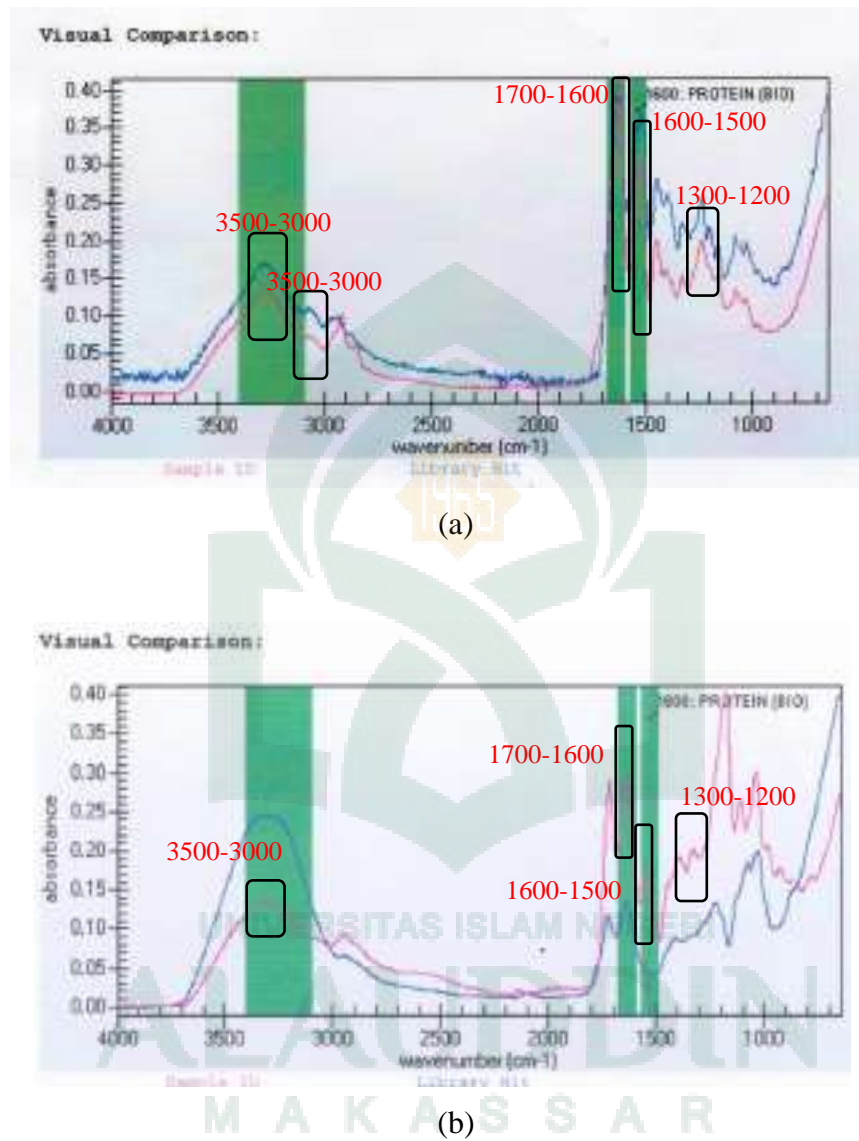 Visual Comparison:
0.40
1700-1600
1600: PROTEIN (BIO)
0.35
1600-1500
0.30
0.25
1300-1200
3500-3000
0.20
absorbance
3500-3000
0.15
0.10
0.05
0.00
4000 3500 3000 2500 2000 1500 1000
wavenumber (cm-1)
Sample ID Library Hit
1965
(a)
Visual Comparison:
0.40
1600: PROTEIN (BIO)
0.35
1700-1600
0.30
1300-1200
0.25
absorbance
3500-3000
0.20
1600-1500
0.15
0.10
UNIVERSITAS ISLAM NEGERI
0.05
0.00
4000 3500 3000 2500 2000 1500 1000
ALAUDDIN
wavenumber (cm-1)
Sample ID Library Hit
MAKASSAR
(b)